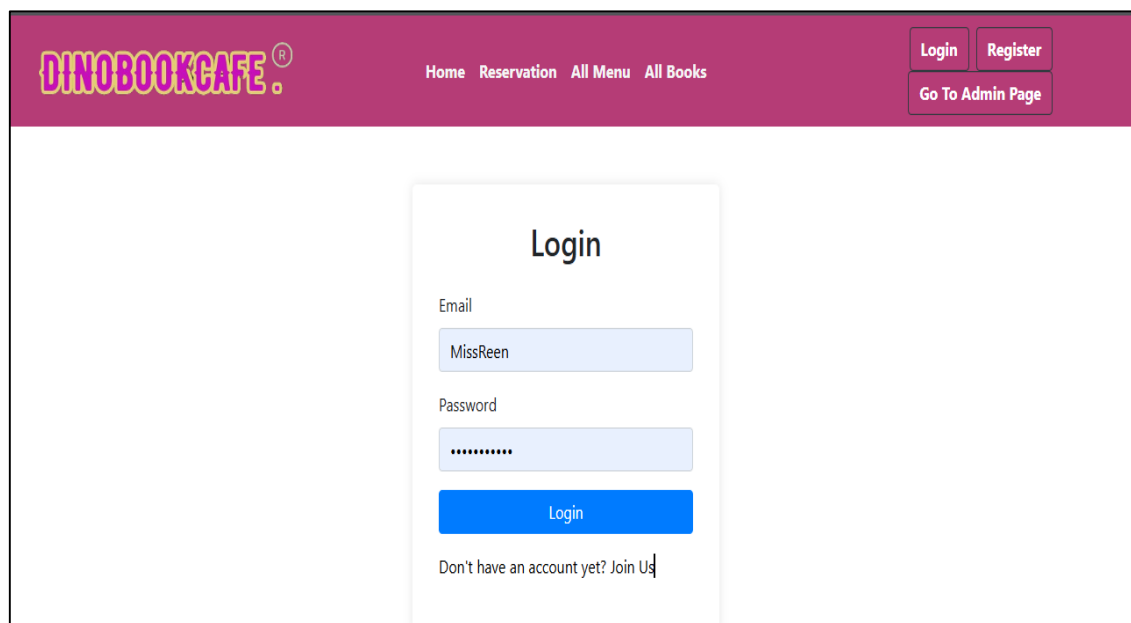 DINOBOOKCAFE.®
Home Reservation All Menu All Books
Login Register
Go To Admin Page
Login
Email
MissReen
Password
•••••••••••
Login
Don't have an account yet? Join Us